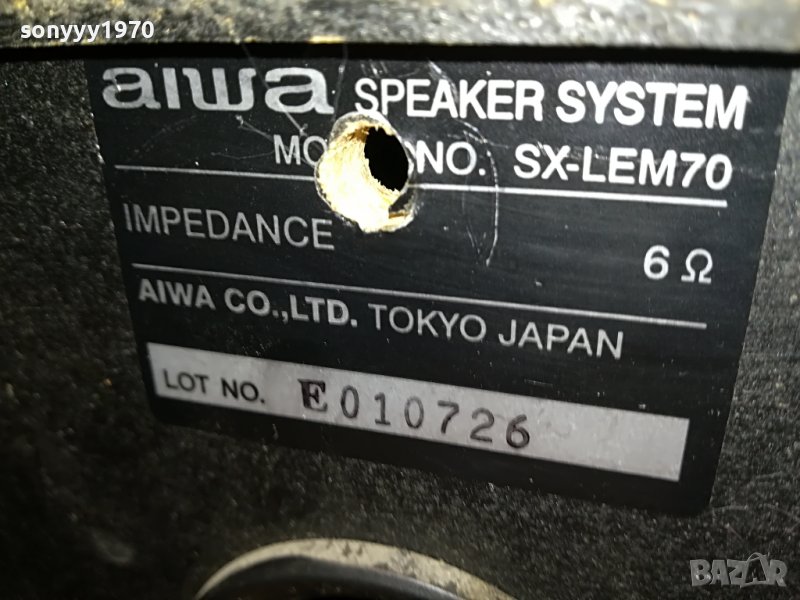 sonyyy1970
aiwa SPEAKER SYSTEM
NO. SX-LEM70
IMPEDANCE 6 Ω
AIWA CO.,LTD. TOKYO JAPAN
LOT NO. E010726
BAZAR